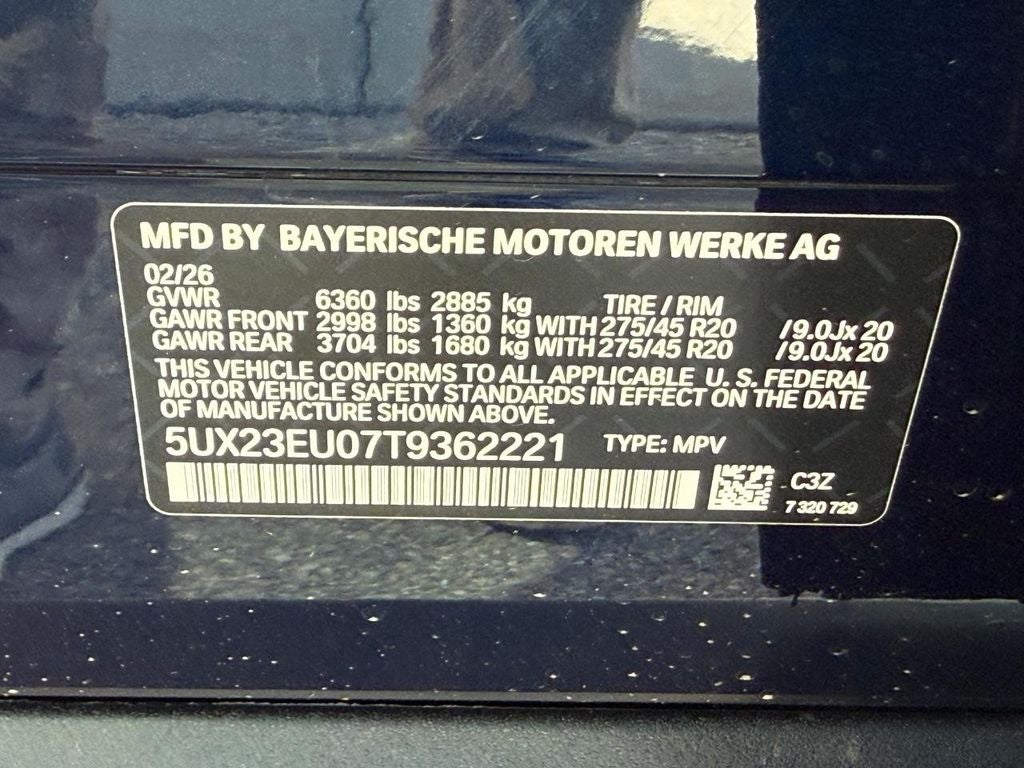 MFD BY BAYERISCHE MOTOREN WERKE AG
02/26
GVWR 6360 lbs 2885 kg TIRE / RIM
GAWR FRONT 2998 lbs 1360 kg WITH 275/45 R20 /9.0Jx 20
GAWR REAR 3704 lbs 1680 kg WITH 275/45 R20 /9.0Jx 20
THIS VEHICLE CONFORMS TO ALL APPLICABLE U. S. FEDERAL
MOTOR VEHICLE SAFETY STANDARDS IN EFFECT ON THE DATE
OF MANUFACTURE SHOWN ABOVE.
5UX23EU07T9362221 TYPE: MPV
C3Z
7 320 729